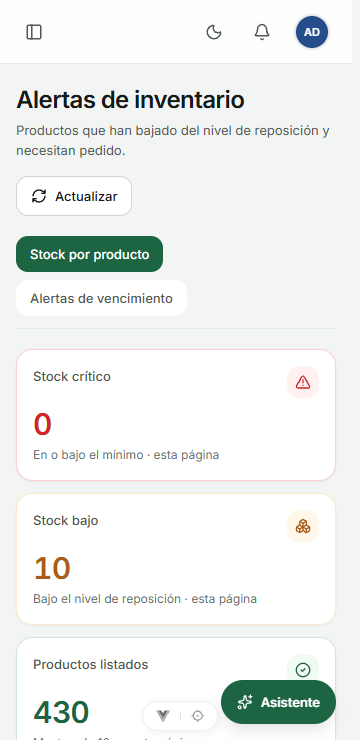 AD
Alertas de inventario
Productos que han bajado del nivel de reposición y
necesitan pedido.
Actualizar
Stock por producto
Alertas de vencimiento
Stock crítico
0
En o bajo el mínimo · esta página
Stock bajo
10
Bajo el nivel de reposición · esta página
Productos listados
430
Asistente